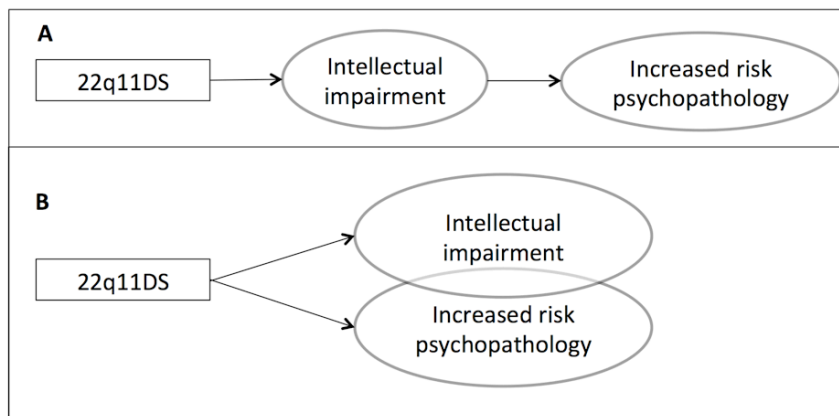 A
22q11DS
Intellectual
impairment
Increased risk
psychopathology
B
22q11DS
Intellectual
impairment
Increased risk
psychopathology